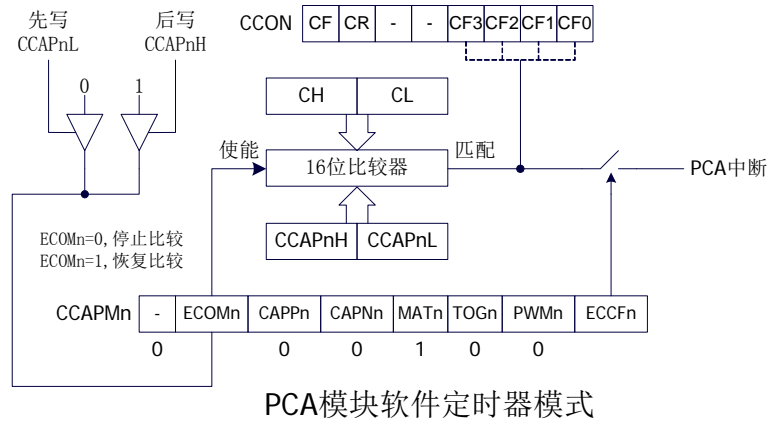 先写
CCAPnL
后写
CCAPnH
CCON CF CR - - CF3 CF2 CF1 CF0
0 1
CH CL
使能
16位比较器
匹配
PCA中断
CCAPnH CCAPnL
ECOMn=0,停止比较
ECOMn=1,恢复比较
CCAPMn - ECOMn CAPPn CAPNn MATn TOGn PWMn ECCFn
0 0 0 1 0 0
PCA模块软件定时器模式